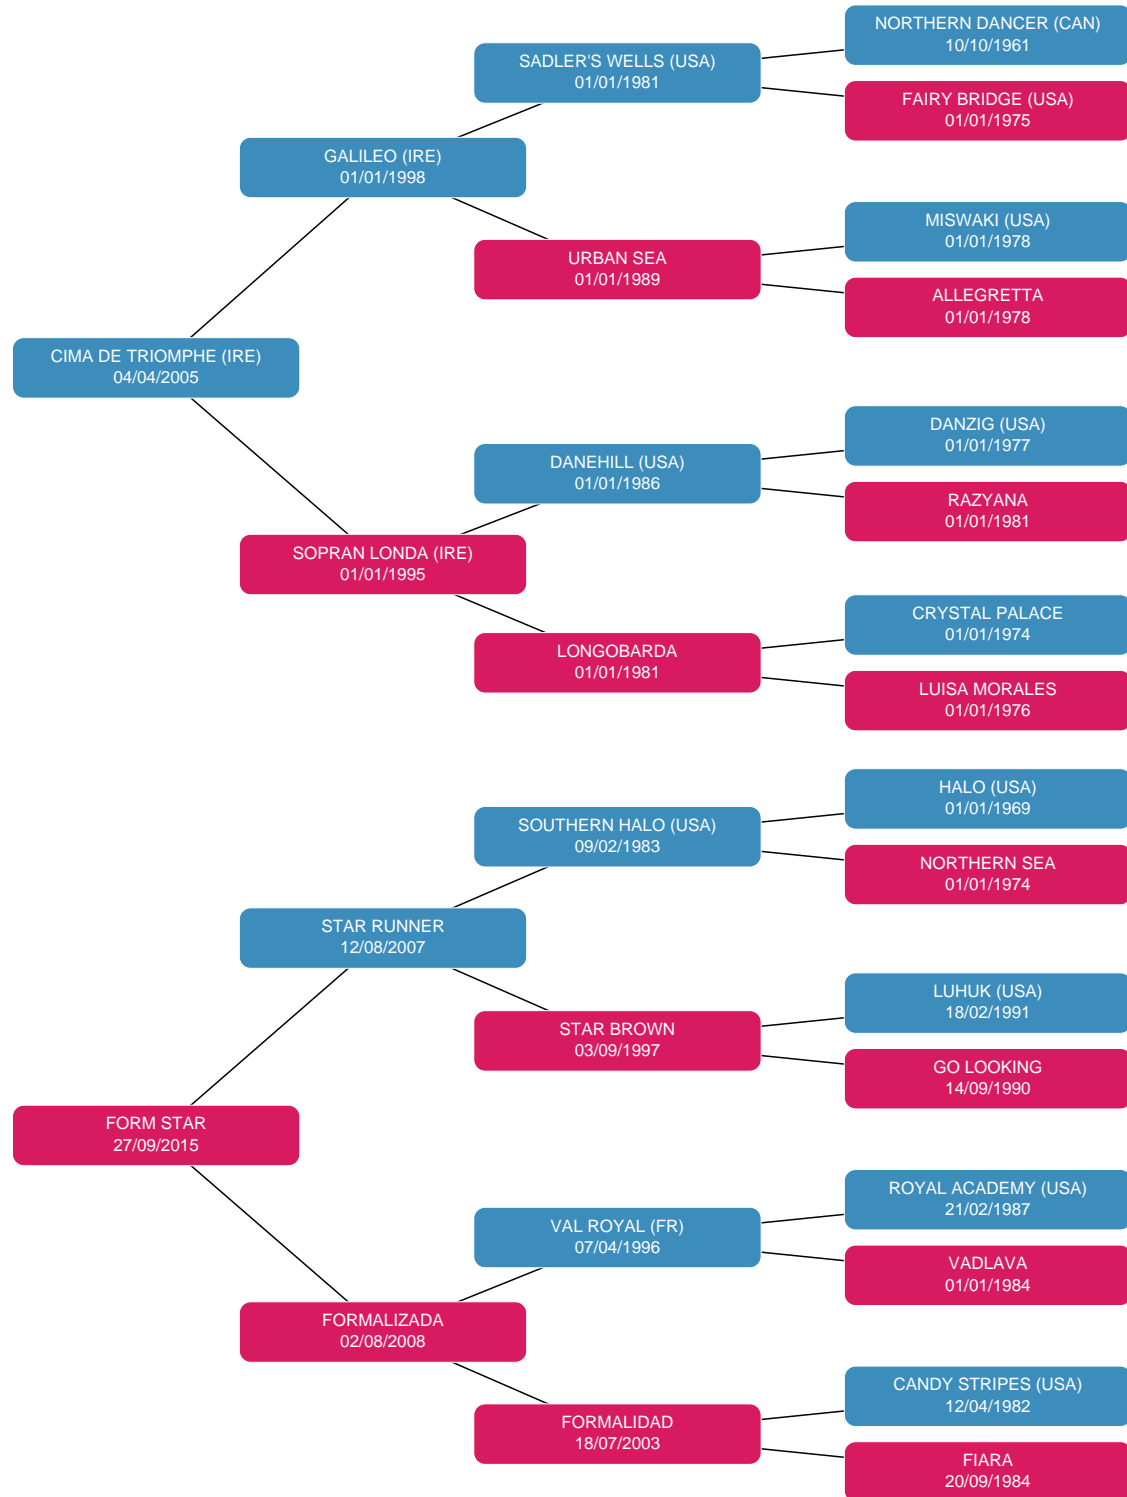 NORTHERN DANCER (CAN)
10/10/1961
SADLER'S WELLS (USA)
01/01/1981
FAIRY BRIDGE (USA)
01/01/1975
GALILEO (IRE)
01/01/1998
MISWAKI (USA)
01/01/1978
URBAN SEA
01/01/1989
ALLEGRETTA
01/01/1978
CIMA DE TRIOMPHE (IRE)
04/04/2005
DANZIG (USA)
01/01/1977
DANEHILL (USA)
01/01/1986
RAZYANA
01/01/1981
SOPRAN LONDA (IRE)
01/01/1995
CRYSTAL PALACE
01/01/1974
LONGOBARDA
01/01/1981
LUISA MORALES
01/01/1976
HALO (USA)
01/01/1969
SOUTHERN HALO (USA)
09/02/1983
NORTHERN SEA
01/01/1974
STAR RUNNER
12/08/2007
LUHUK (USA)
18/02/1991
STAR BROWN
03/09/1997
GO LOOKING
14/09/1990
FORM STAR
27/09/2015
ROYAL ACADEMY (USA)
21/02/1987
VAL ROYAL (FR)
07/04/1996
VADLAVA
01/01/1984
FORMALIZADA
02/08/2008
CANDY STRIPES (USA)
12/04/1982
FORMALIDAD
18/07/2003
FIARA
20/09/1984